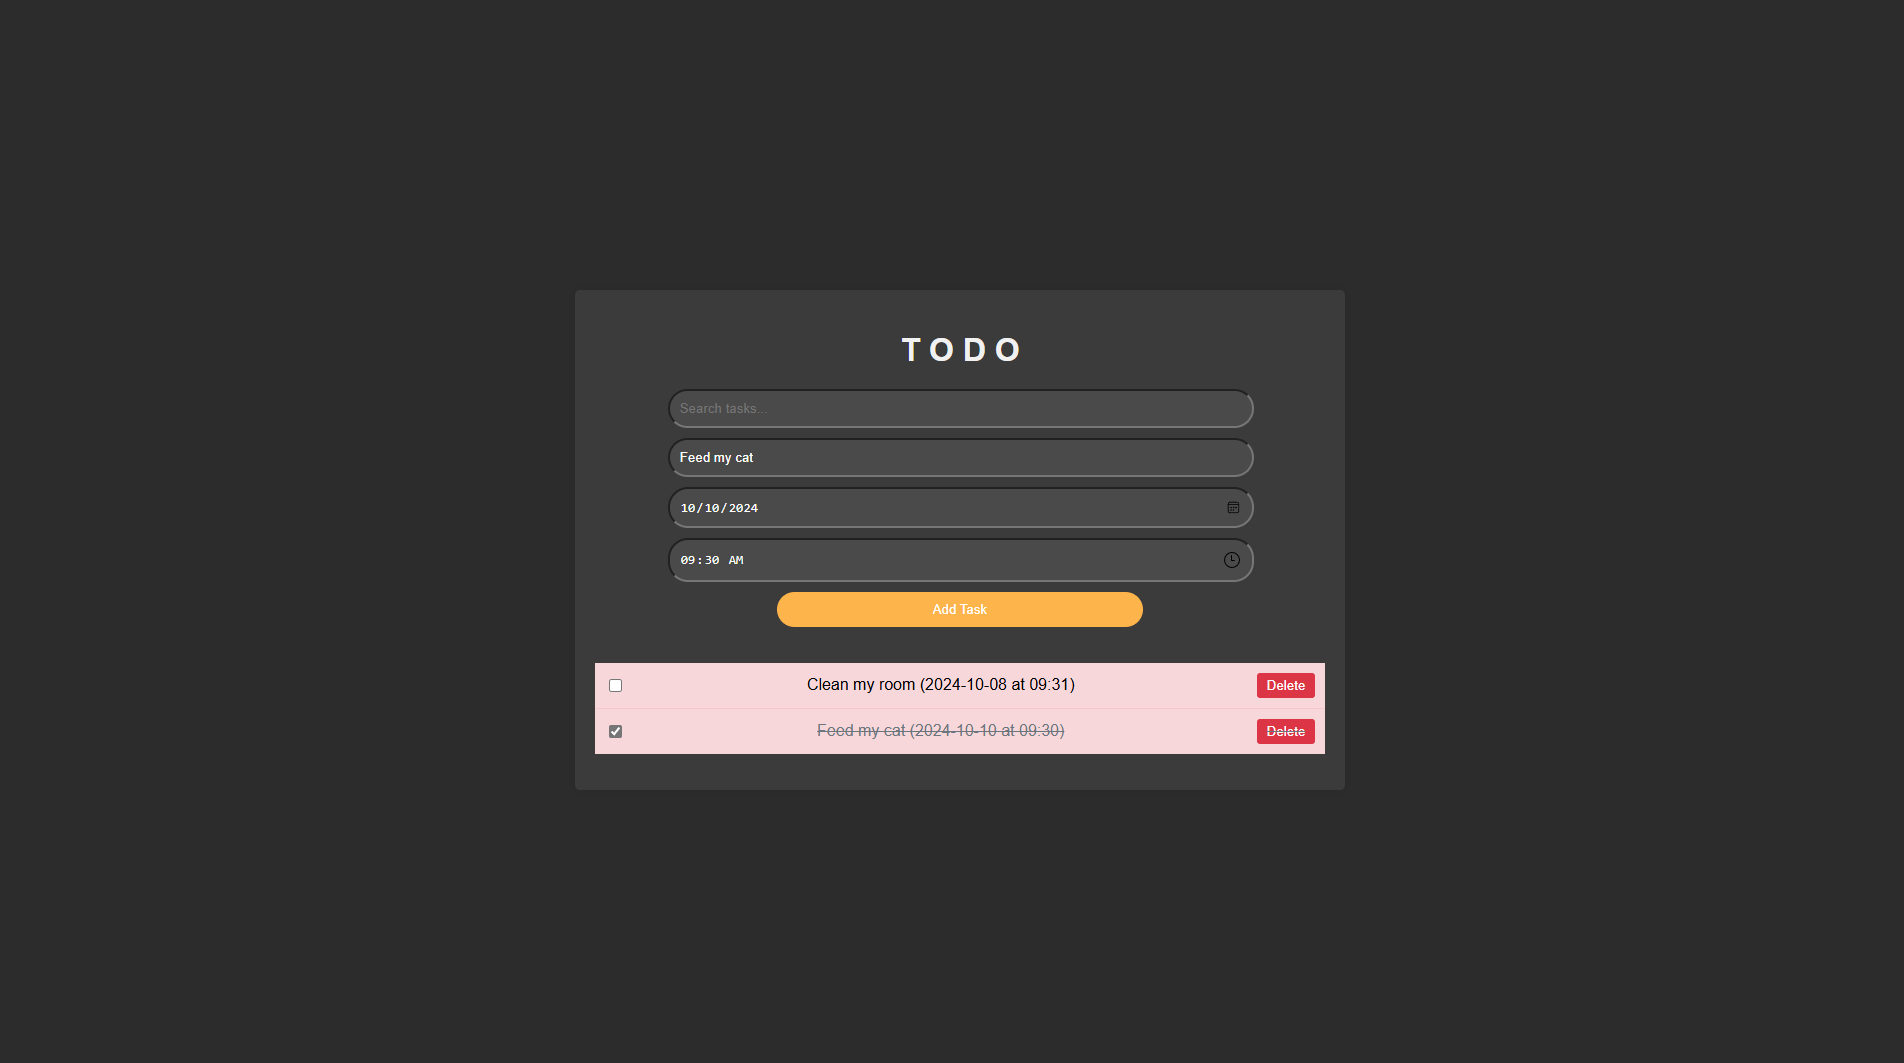 TODO
Search tasks...
Feed my cat
10/10/2024
09:30 AM
Add Task
Clean my room (2024-10-08 at 09:31) Delete
Feed my cat (2024-10-10 at 09:30) Delete